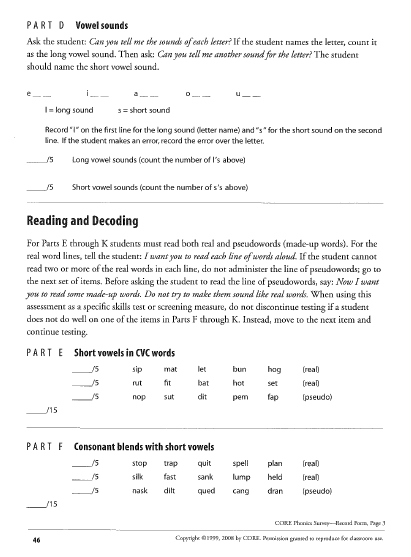 PART D Vowel sounds
Ask the student: Can you tell me the sounds of each letter? If the student names the letter, count it
as the long vowel sound. Then ask: Can you tell me another sound for the letter? The student
should name the short vowel sound.
e __ __ i __ __ a __ __ o __ __ u __ __
l = long sound s = short sound
Record "l" on the first line for the long sound (letter name) and "s" for the short sound on the second
line. If the student makes an error, record the error over the letter.
_____/5 Long vowel sounds (count the number of l's above)
_____/5 Short vowel sounds (count the number of s's above)
Reading and Decoding
For Parts E through K students must read both real and pseudowords (made-up words). For the
real word lines, tell the student: I want you to read each line of words aloud. If the student cannot
read two or more of the real words in each line, do not administer the line of pseudowords; go to
the next set of items. Before asking the student to read the line of pseudowords, say: Now I want
you to read some made-up words. Do not try to make them sound like real words. When using this
assessment as a specific skills test or screening measure, do not discontinue testing if a student
does not do well on one of the items in Parts F through K. Instead, move to the next item and
continue testing.
PART E Short vowels in CVC words
_____/5 sip mat let bun hog (real)
_____/5 rut fit bat hot set (real)
_____/5 nop sut dit pem fap (pseudo)
_____/15
PART F Consonant blends with short vowels
_____/5 stop trap quit spell plan (real)
_____/5 silk fast sank lump held (real)
_____/5 nask dilt qued cang dran (pseudo)
_____/15
CORE Phonics Survey—Record Form, Page 3
46 Copyright ©1999, 2008 by CORE. Permission granted to reproduce for classroom use.